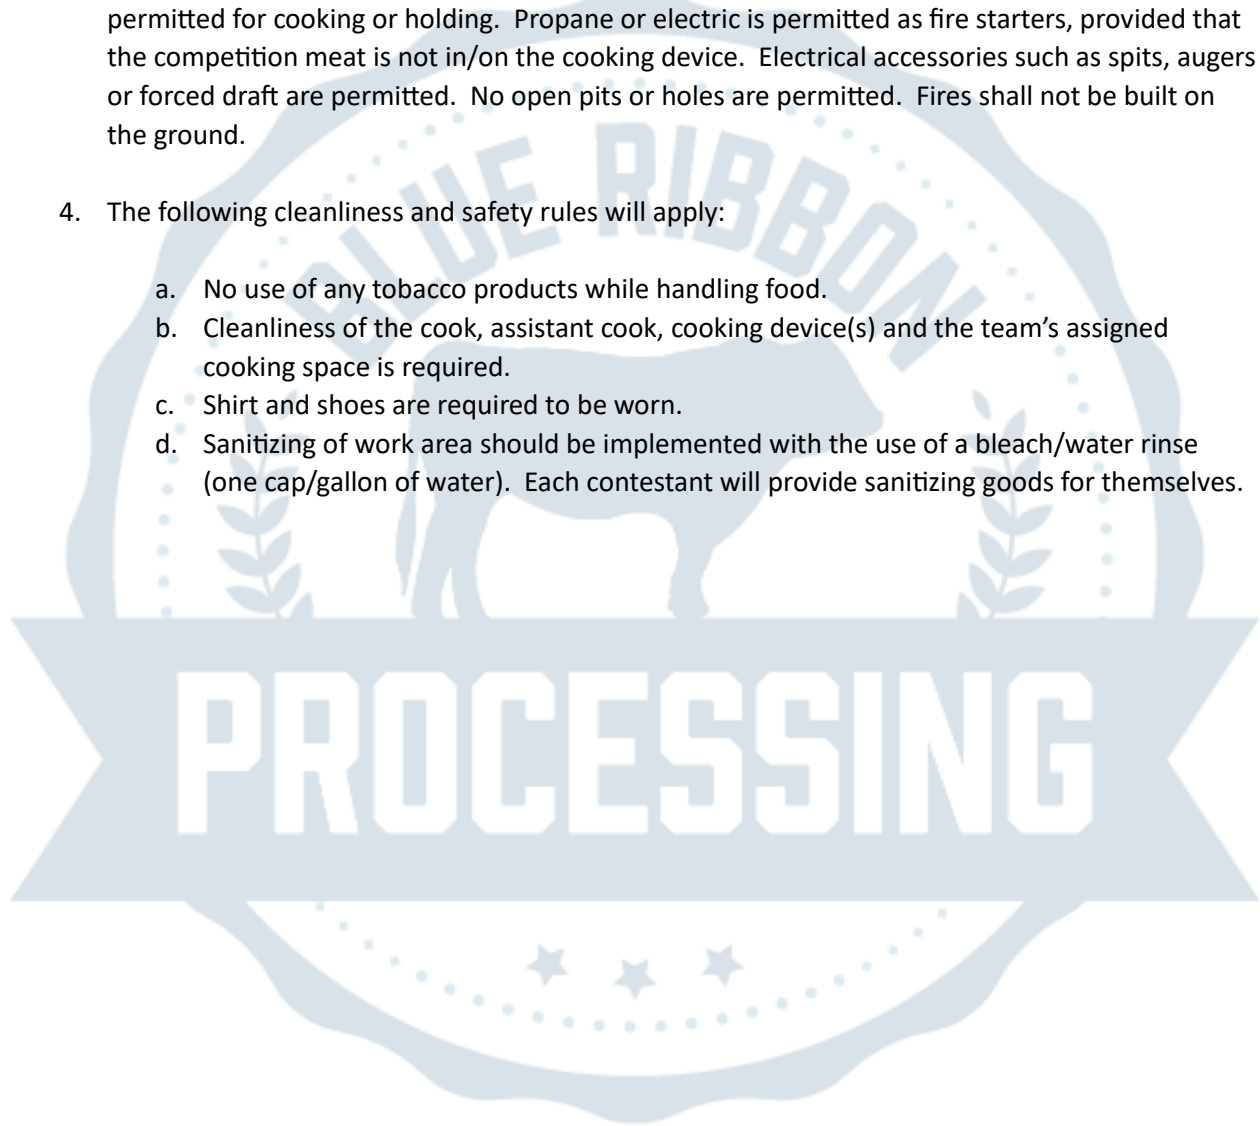 permitted for cooking or holding.  Propane or electric is permitted as fire starters, provided that
the competition meat is not in/on the cooking device.  Electrical accessories such as spits, augers
or forced draft are permitted.  No open pits or holes are permitted.  Fires shall not be built on
the ground.
4. The following cleanliness and safety rules will apply:
a. No use of any tobacco products while handling food.
b. Cleanliness of the cook, assistant cook, cooking device(s) and the team’s assigned
cooking space is required.
c. Shirt and shoes are required to be worn.
d. Sanitizing of work area should be implemented with the use of a bleach/water rinse
(one cap/gallon of water).  Each contestant will provide sanitizing goods for themselves.
BLUE RIBBON
PROCESSING